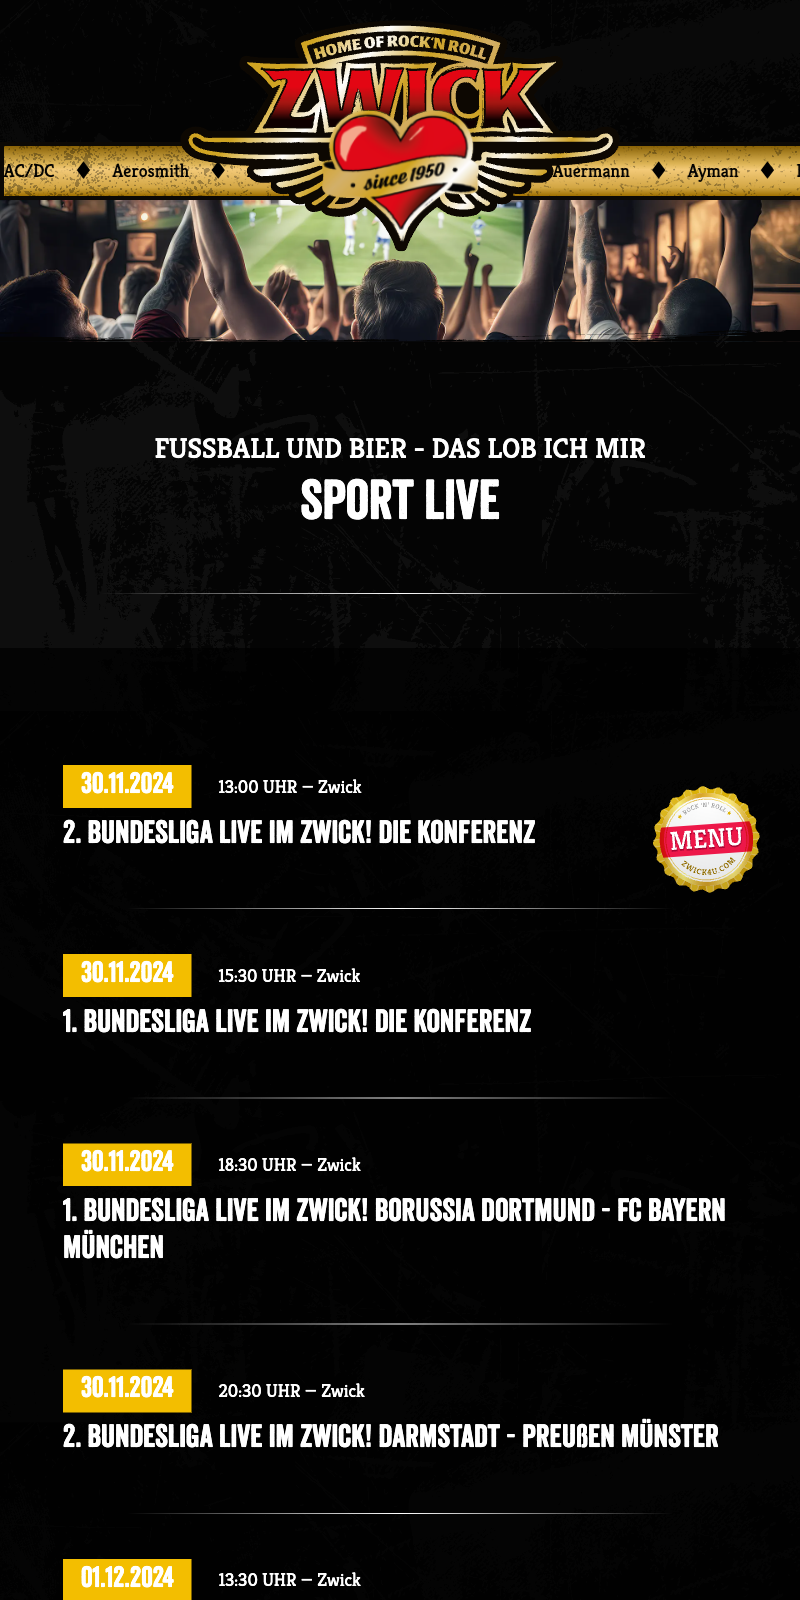 HOME OF ROCK'N ROLL
ZWICK
since 1950
AC/DC ♦ Aerosmith ♦
Auermann ♦ Ayman ♦
FUSSBALL UND BIER - DAS LOB ICH MIR
SPORT LIVE
30.11.2024 13:00 UHR – Zwick
2. BUNDESLIGA LIVE IM ZWICK! DIE KONFERENZ
ROCK 'N' ROLL
MENU
ZWICK4U.COM
30.11.2024 15:30 UHR – Zwick
1. BUNDESLIGA LIVE IM ZWICK! DIE KONFERENZ
30.11.2024 18:30 UHR – Zwick
1. BUNDESLIGA LIVE IM ZWICK! BORUSSIA DORTMUND - FC BAYERN
MÜNCHEN
30.11.2024 20:30 UHR – Zwick
2. BUNDESLIGA LIVE IM ZWICK! DARMSTADT - PREUßEN MÜNSTER
01.12.2024 13:30 UHR – Zwick